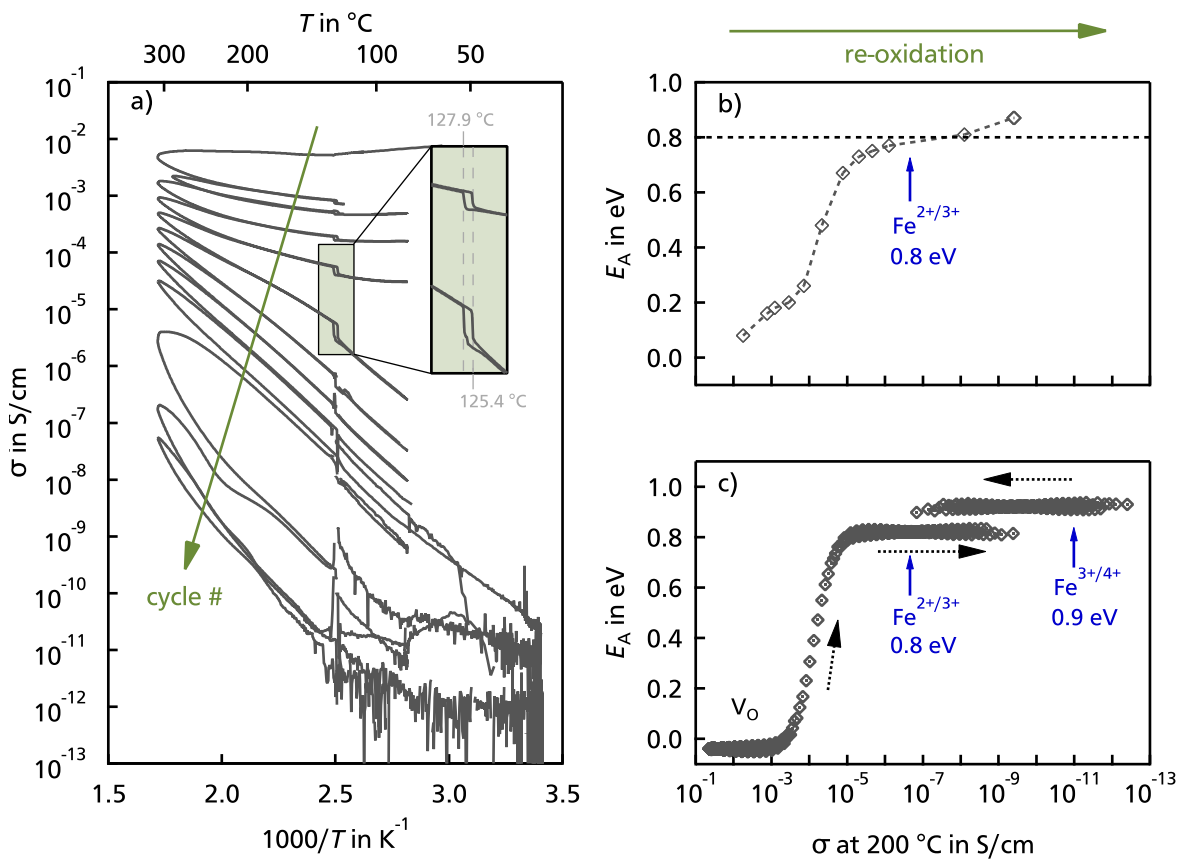 T in °C
300 200 100 50
a)
10⁻¹
10⁻²
10⁻³
10⁻⁴
10⁻⁵
10⁻⁶
10⁻⁷
10⁻⁸
10⁻⁹
10⁻¹⁰
10⁻¹¹
10⁻¹²
10⁻¹³
σ in S/cm
127.9 °C
125.4 °C
cycle #
1.5 2.0 2.5 3.0 3.5
1000/T in K⁻¹
re-oxidation
b)
1.0
0.8
0.6
0.4
0.2
0.0
E_A in eV
Fe²⁺/³⁺
0.8 eV
c)
1.0
0.8
0.6
0.4
0.2
0.0
E_A in eV
Fe²⁺/³⁺
0.8 eV
Fe³⁺/⁴⁺
0.9 eV
V_O
10⁻¹ 10⁻³ 10⁻⁵ 10⁻⁷ 10⁻⁹ 10⁻¹¹ 10⁻¹³
σ at 200 °C in S/cm